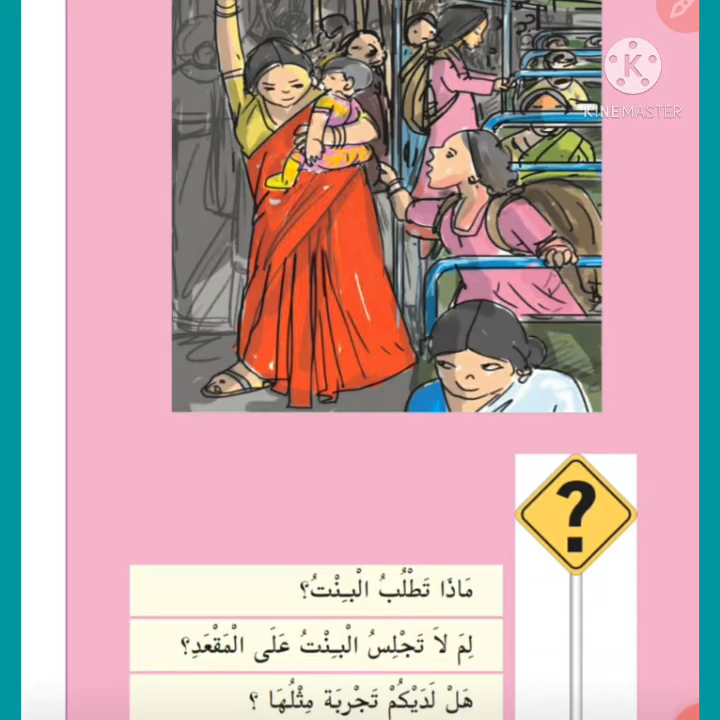 K
KINEMASTER
?
مَاذَا تَطْلُبُ الْبِنْتُ؟
لِمَ لاَ تَجْلِسُ الْبِنْتُ عَلَى الْمَقْعَدِ؟
هَلْ لَدَيْكُمْ تَجْرِبَة مِثْلُهَا ؟